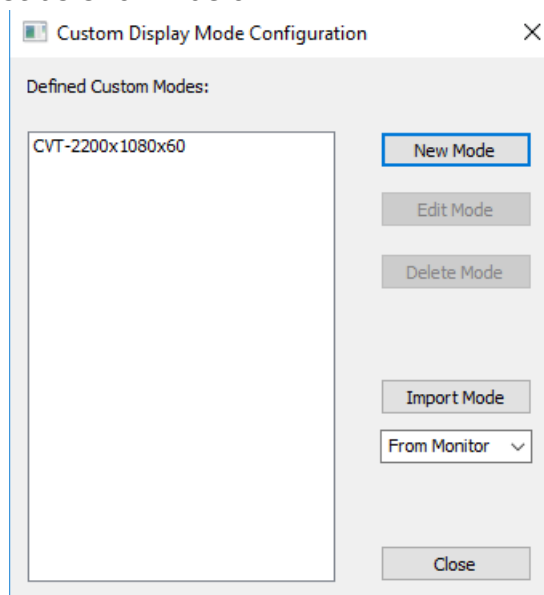 Custom Display Mode Configuration
Defined Custom Modes:
CVT-2200x1080x60
New Mode
Edit Mode
Delete Mode
Import Mode
From Monitor
Close